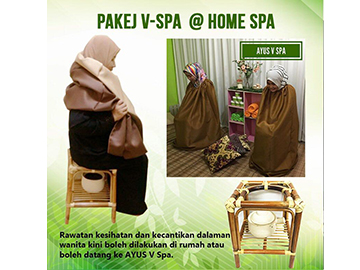 PAKEJ V-SPA @ HOME SPA
AYUS V SPA
Rawatan kesihatan dan kecantikan dalaman
wanita kini boleh dilakukan di rumah atau
boleh datang ke AYUS V Spa.